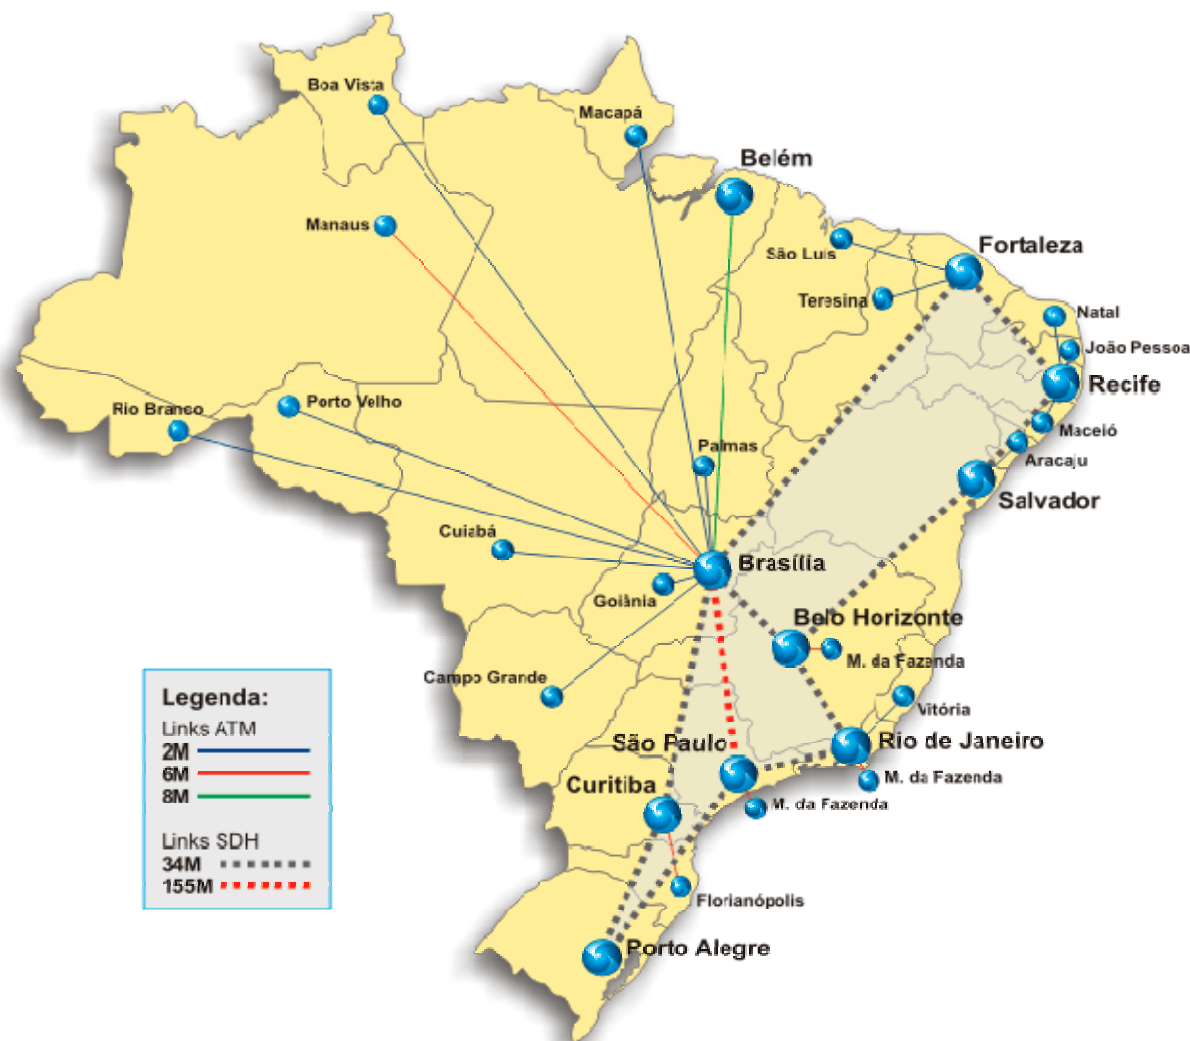 Boa Vista
Macapá
Belém
Manaus
Fortaleza
São Luís
Teresina
Natal
João Pessoa
Recife
Porto Velho
Rio Branco
Maceió
Palmas
Aracaju
Salvador
Cuiabá
Brasília
Goiânia
Belo Horizonte
M. da Fazenda
Campo Grande
Vitória
São Paulo
Rio de Janeiro
M. da Fazenda
Curitiba
M. da Fazenda
Florianópolis
Porto Alegre
Legenda:
Links ATM
2M
6M
8M
Links SDH
34M
155M